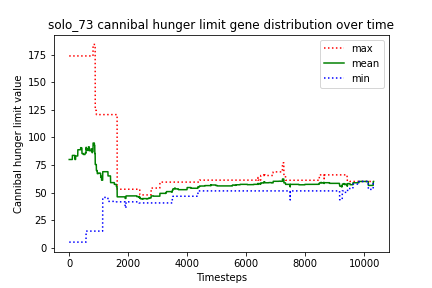 solo_73 cannibal hunger limit gene distribution over time
max
mean
min
Cannibal hunger limit value
175
150
125
100
75
50
25
0
0 2000 4000 6000 8000 10000
Timesteps